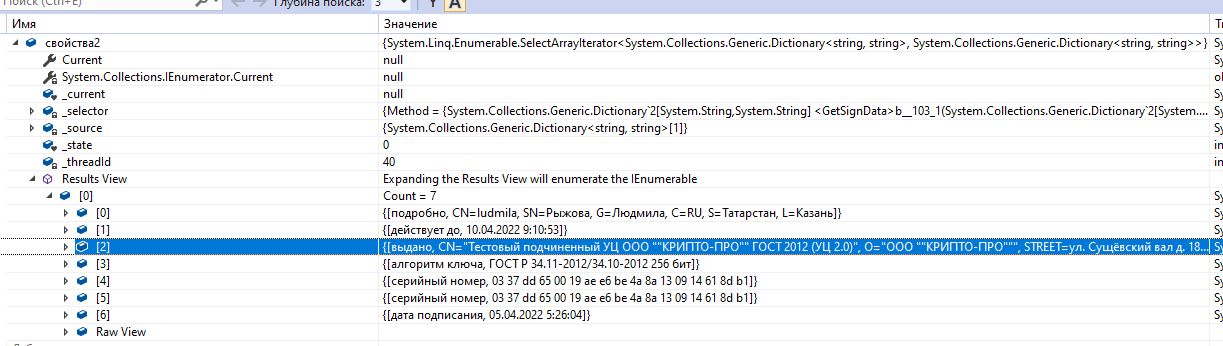 Поиск (Ctrl+E) Глубина поиска: 3 A
Имя Значение
свойства2 {System.Linq.Enumerable.SelectArrayIterator<System.Collections.Generic.Dictionary<string, string>, System.Collections.Generic.Dictionary<string, string>>}
Current null
System.Collections.IEnumerator.Current null
_current null
_selector {Method = {System.Collections.Generic.Dictionary`2[System.String,System.String] <GetSignData>b__103_1(System.Collections.Generic.Dictionary`2[System....
_source {System.Collections.Generic.Dictionary<string, string>[1]}
_state 0
_threadId 40
Results View Expanding the Results View will enumerate the IEnumerable
[0] Count = 7
[0] {[подробно, CN=ludmila, SN=Рыжова, G=Людмила, C=RU, S=Татарстан, L=Казань]}
[1] {[действует до, 10.04.2022 9:10:53]}
[2] {[выдано, CN="Тестовый подчиненный УЦ ООО ""КРИПТО-ПРО"" ГОСТ 2012 (УЦ 2.0)", O="ООО ""КРИПТО-ПРО""", STREET=ул. Сущёвский вал д. 18...
[3] {[алгоритм ключа, ГОСТ Р 34.11-2012/34.10-2012 256 бит]}
[4] {[серийный номер, 03 37 dd 65 00 19 ae e6 be 4a 8a 13 09 14 61 8d b1]}
[5] {[серийный номер, 03 37 dd 65 00 19 ae e6 be 4a 8a 13 09 14 61 8d b1]}
[6] {[дата подписания, 05.04.2022 5:26:04]}
Raw View